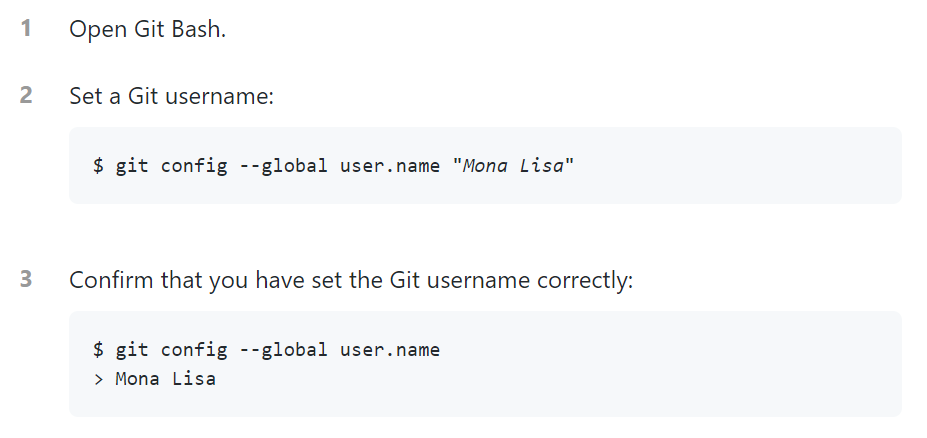 1 Open Git Bash.
2 Set a Git username:
$ git config --global user.name "Mona Lisa"
3 Confirm that you have set the Git username correctly:
$ git config --global user.name
> Mona Lisa